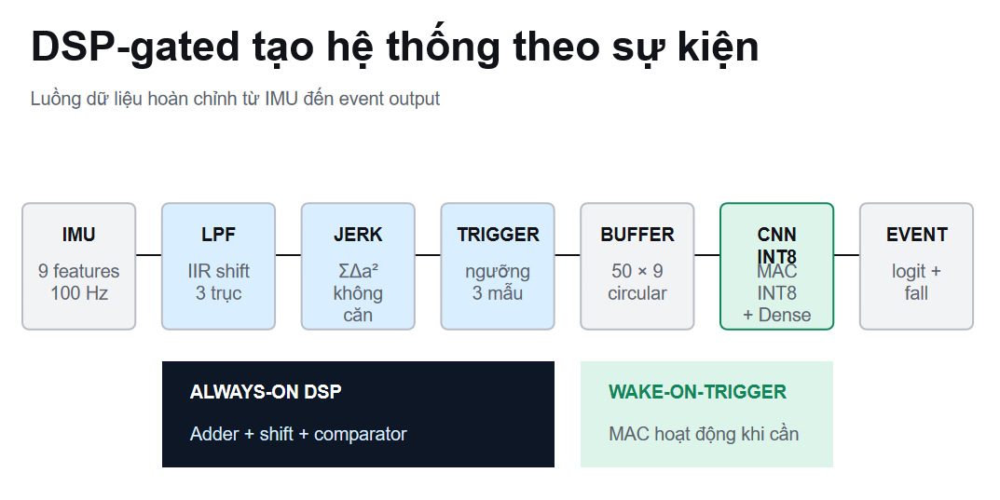 DSP-gated tạo hệ thống theo sự kiện
Luồng dữ liệu hoàn chỉnh từ IMU đến event output
IMU
9 features
100 Hz
LPF
IIR shift
3 trục
JERK
ΣΔa²
không
căn
TRIGGER
ngưỡng
3 mẫu
BUFFER
50 × 9
circular
CNN
INT8
MAC
INT8
+ Dense
EVENT
logit +
fall
ALWAYS-ON DSP
Adder + shift + comparator
WAKE-ON-TRIGGER
MAC hoạt động khi cần